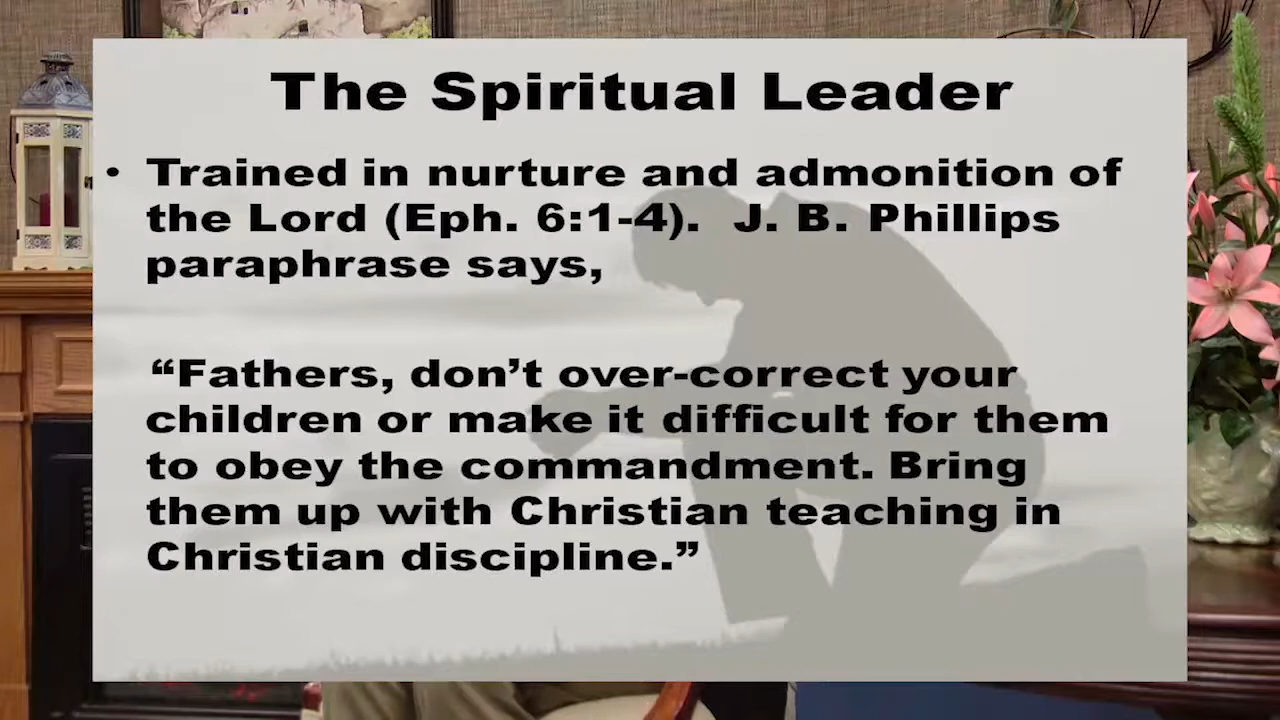 The Spiritual Leader
• Trained in nurture and admonition of
the Lord (Eph. 6:1-4).  J. B. Phillips
paraphrase says,
“Fathers, don’t over-correct your
children or make it difficult for them
to obey the commandment. Bring
them up with Christian teaching in
Christian discipline.”